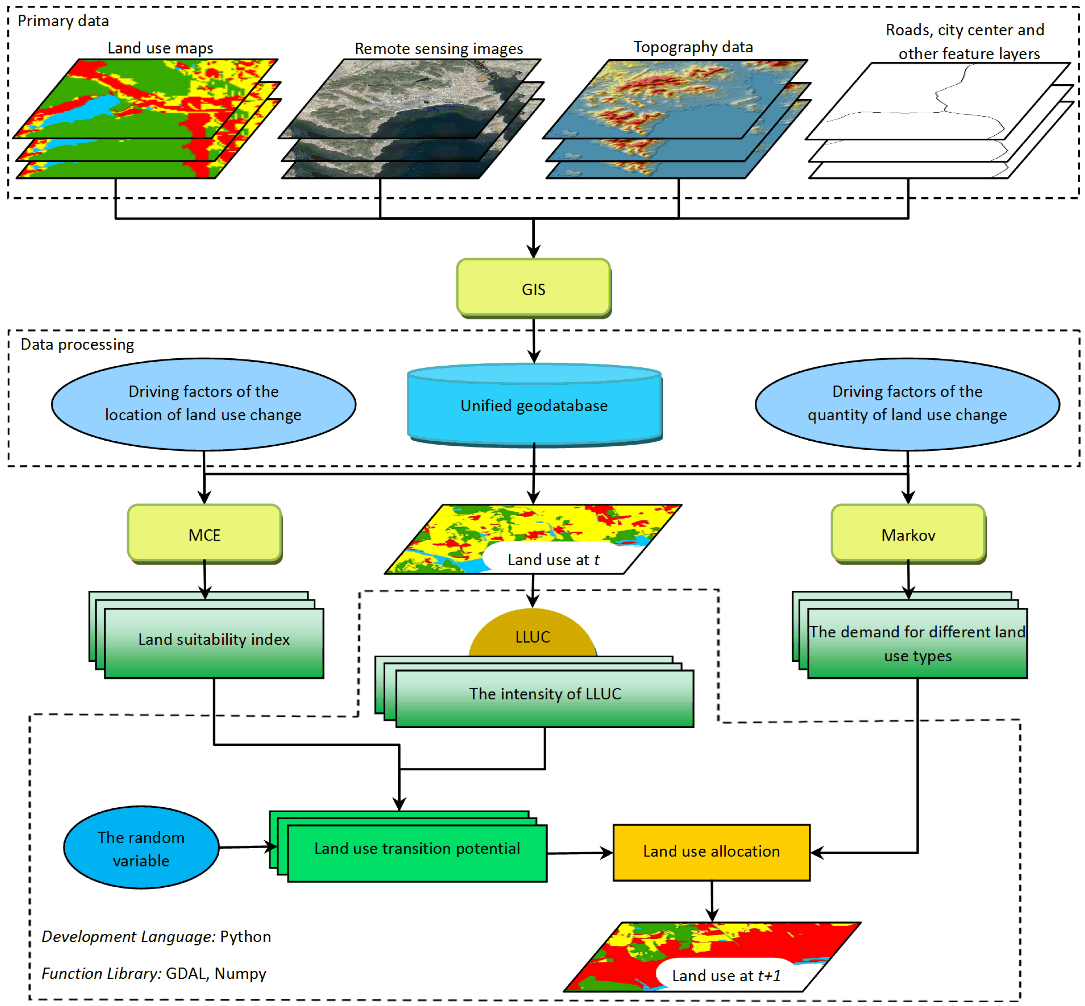 Primary data
Land use maps
Remote sensing images
Topography data
Roads, city center and
other feature layers
GIS
Data processing
Driving factors of the
location of land use change
Unified geodatabase
Driving factors of the
quantity of land use change
MCE
Land use at t
Markov
Land suitability index
LLUC
The intensity of LLUC
The demand for different land
use types
The random
variable
Land use transition potential
Land use allocation
Development Language: Python
Function Library: GDAL, Numpy
Land use at t+1